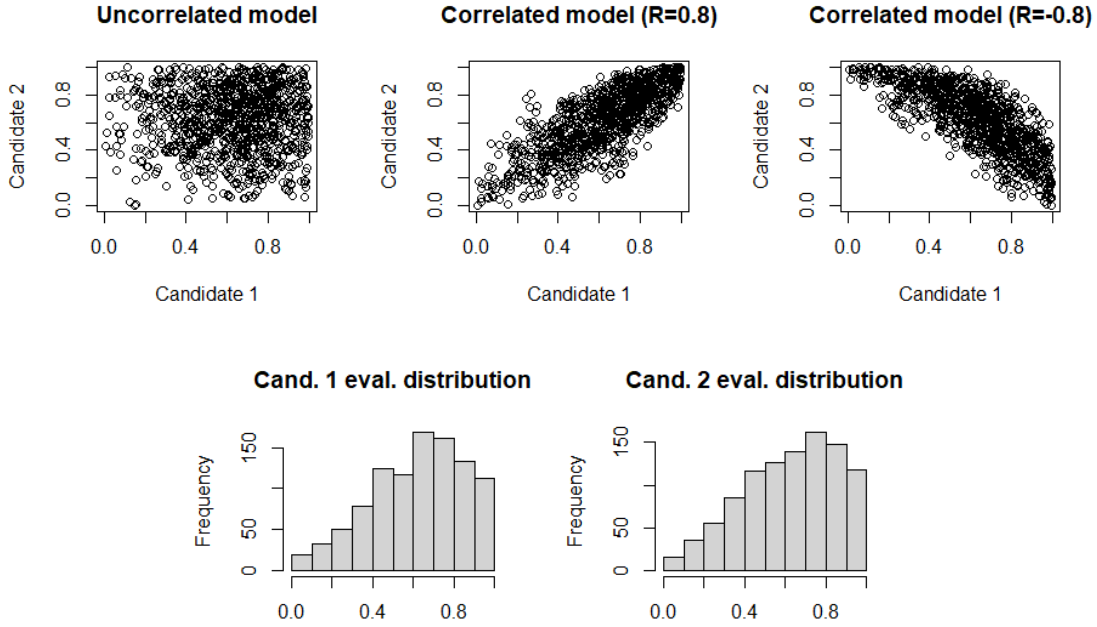 Uncorrelated model
Correlated model (R=0.8)
Correlated model (R=-0.8)
Candidate 2
0.0 0.4 0.8
0.0 0.4 0.8
Candidate 1
Candidate 2
0.0 0.4 0.8
0.0 0.4 0.8
Candidate 1
Candidate 2
0.0 0.4 0.8
0.0 0.4 0.8
Candidate 1
Cand. 1 eval. distribution
Cand. 2 eval. distribution
Frequency
0 50 150
0.0 0.4 0.8
Frequency
0 50 150
0.0 0.4 0.8